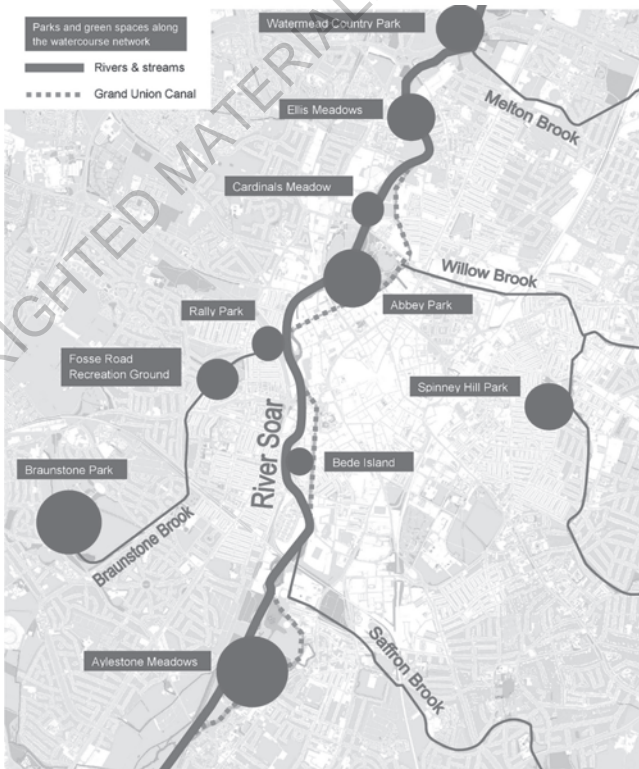 Parks and green spaces along
the watercourse network
Rivers & streams
Grand Union Canal
Watermead Country Park
Ellis Meadows
Melton Brook
Cardinals Meadow
Willow Brook
Abbey Park
Rally Park
Fosse Road
Recreation Ground
Spinney Hill Park
River Soar
Bede Island
Braunstone Park
Braunstone Brook
Saffron Brook
Aylestone Meadows
RIGHTED MATERIAL